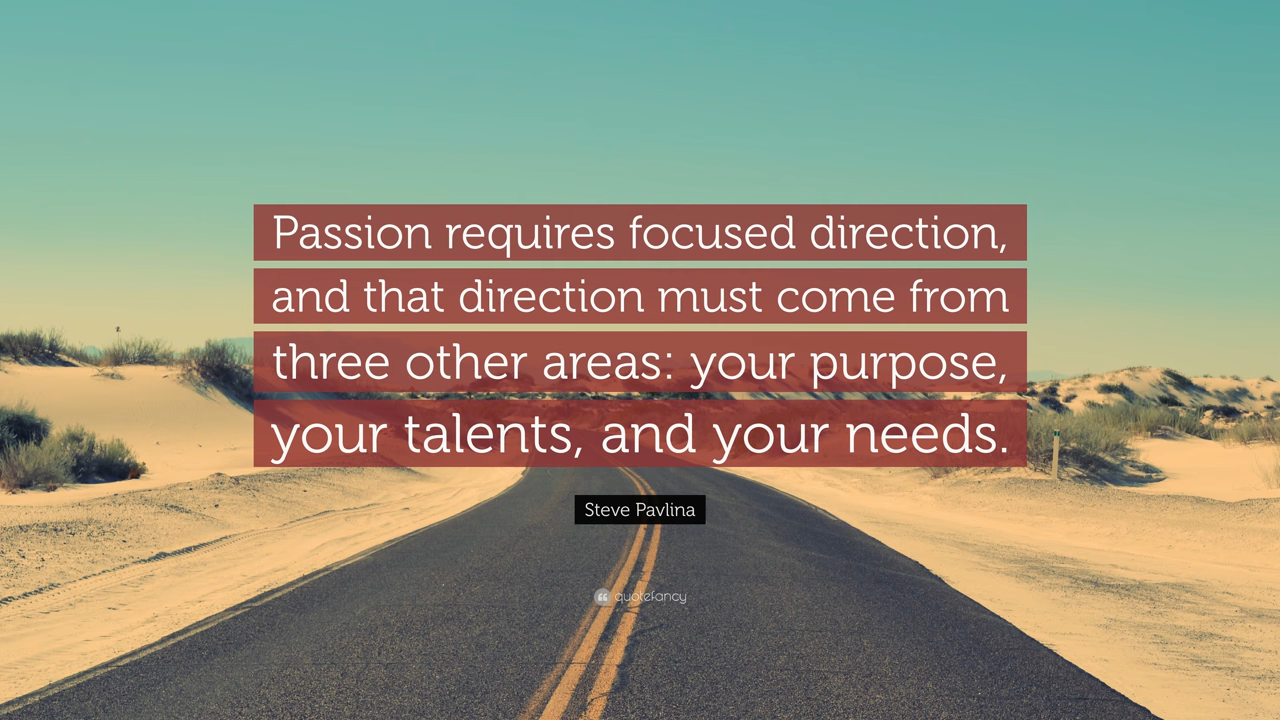 Passion requires focused direction,
and that direction must come from
three other areas: your purpose,
your talents, and your needs.
Steve Pavlina
quotefancy